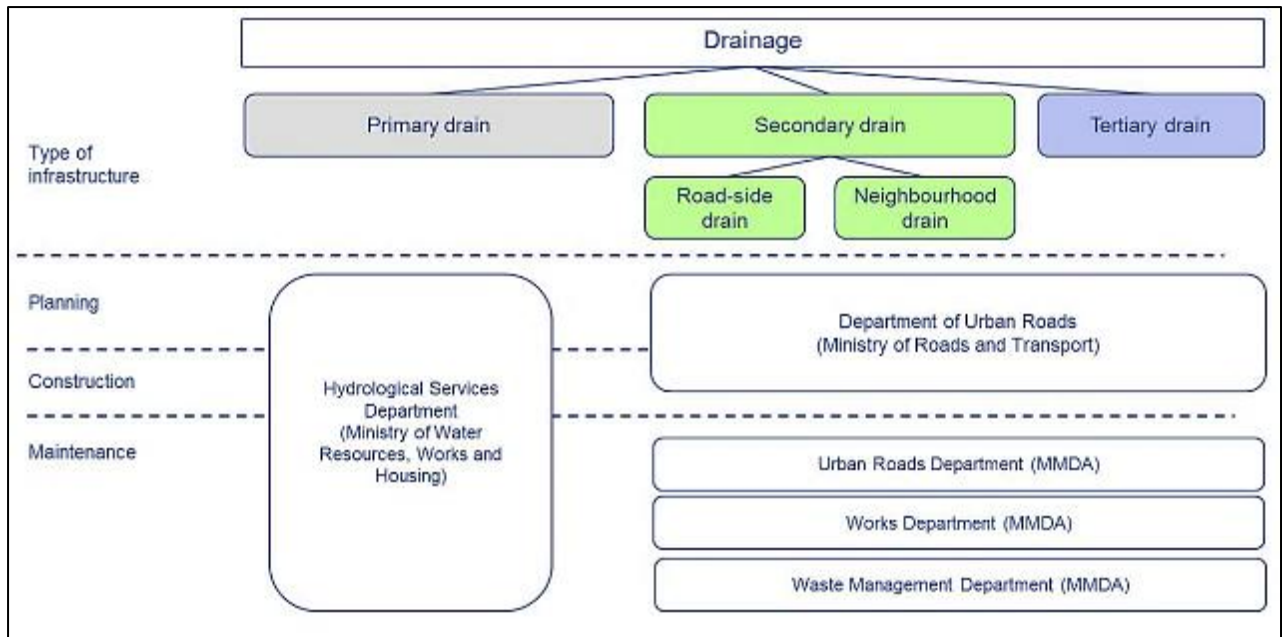 Drainage
Primary drain
Secondary drain
Tertiary drain
Type of
infrastructure
Road-side
drain
Neighbourhood
drain
Planning
Department of Urban Roads
(Ministry of Roads and Transport)
Construction
Hydrological Services
Department
(Ministry of Water
Resources, Works and
Housing)
Maintenance
Urban Roads Department (MMDA)
Works Department (MMDA)
Waste Management Department (MMDA)